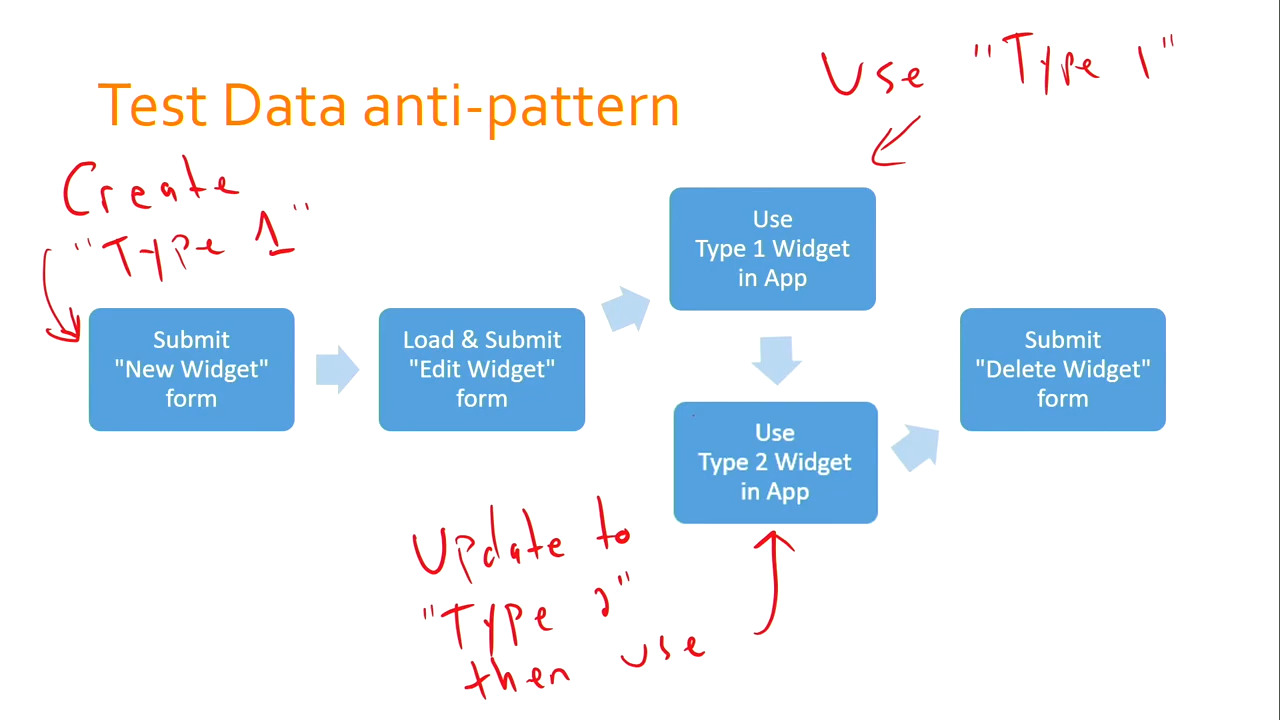 Use "Type 1"
Test Data anti-pattern
Create
"Type 1"
Submit
"New Widget"
form
Load & Submit
"Edit Widget"
form
Use
Type 1 Widget
in App
Use
Type 2 Widget
in App
Submit
"Delete Widget"
form
Update to
"Type 2"
then use